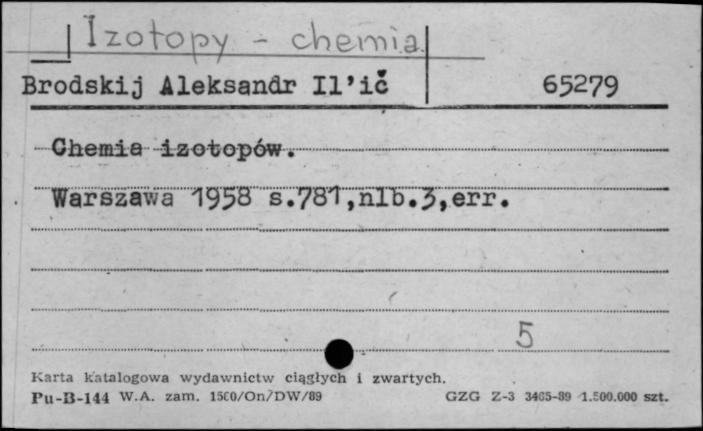 Izotopy - chemia
Brodskij Aleksandr Il'ič 65279
Chemia izotopów.
Warszawa 1958 s.781,nlb.3,err.
5
Karta katalogowa wydawnictw ciągłych i zwartych.
Pu-B-144 W.A. zam. 1500/On/DW/89 GZG Z-3 3465-89 1.500.000 szt.